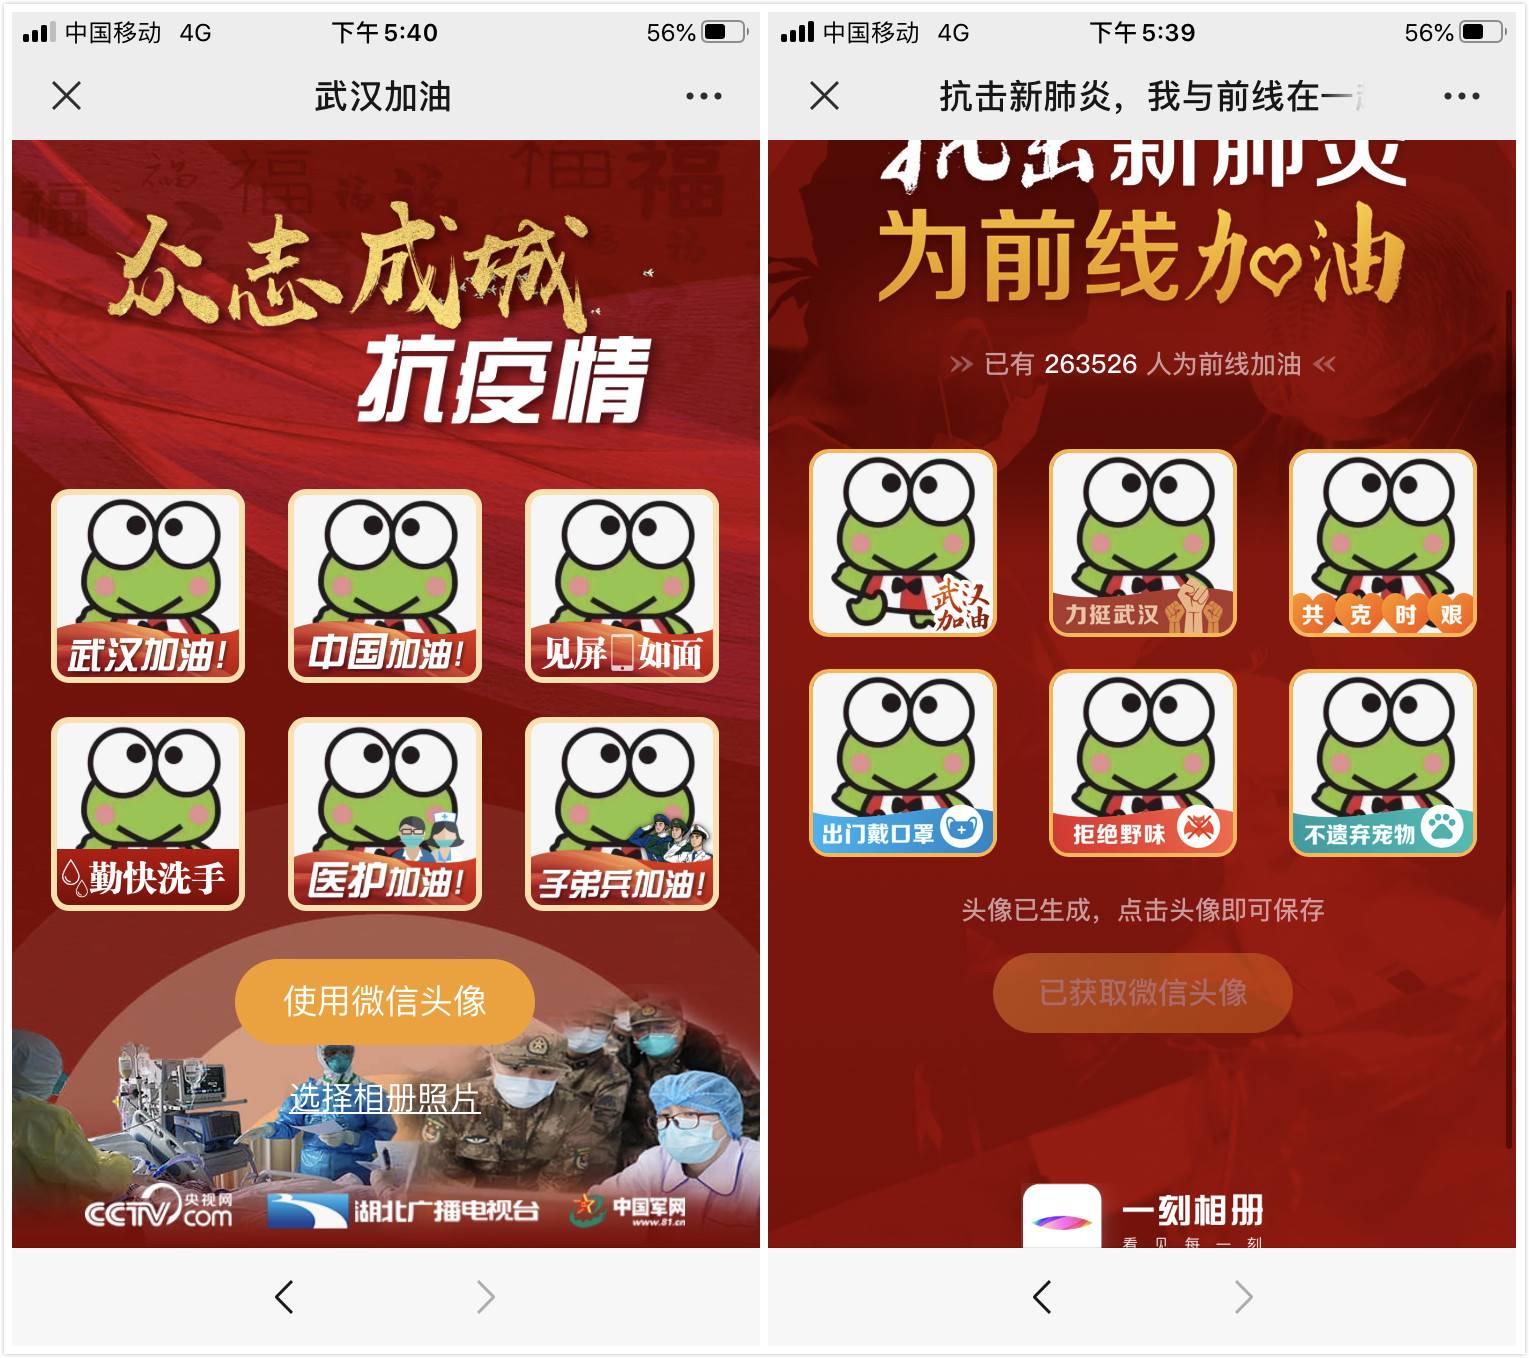 中国移动 4G 下午5:40 56%
武汉加油
福 福 福 福 福 福 福
众志成城
抗疫情
武汉加油!
中国加油!
见屏如面
勤快洗手
医护加油!
子弟兵加油!
使用微信头像
选择相册照片
CCTV.com 央视网
湖北广播电视台
中国军网
www.81.cn
中国移动 4G 下午5:39 56%
抗击新肺炎，我与前线在一
抗击新肺炎
为前线加油
已有 263526 人为前线加油
武汉加油
力挺武汉
共克时艰
出门戴口罩
拒绝野味
不遗弃宠物
头像已生成，点击头像即可保存
已获取微信头像
一刻相册
看见每一刻